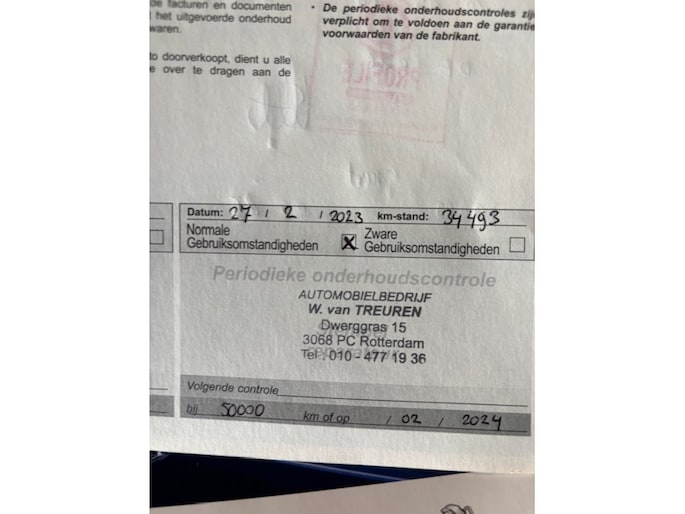 de facturen en documenten
het uitgevoerde onderhoud
waren.
to doorverkoopt, dient u alle
e over te dragen aan de
• De periodieke onderhoudscontroles zij
verplicht om te voldoen aan de garantie
voorwaarden van de fabrikant.
PROFILE
Datum: 27 / 2 / 2023 km-stand: 34493
Normale
Gebruiksomstandigheden
Zware
Gebruiksomstandigheden
Periodieke onderhoudscontrole
AUTOMOBIELBEDRIJF
W. van TREUREN
Dwerggras 15
3068 PC Rotterdam
Tel : 010 - 477 19 36
Volgende controle
bij 50000 km of op / 02 / 2024